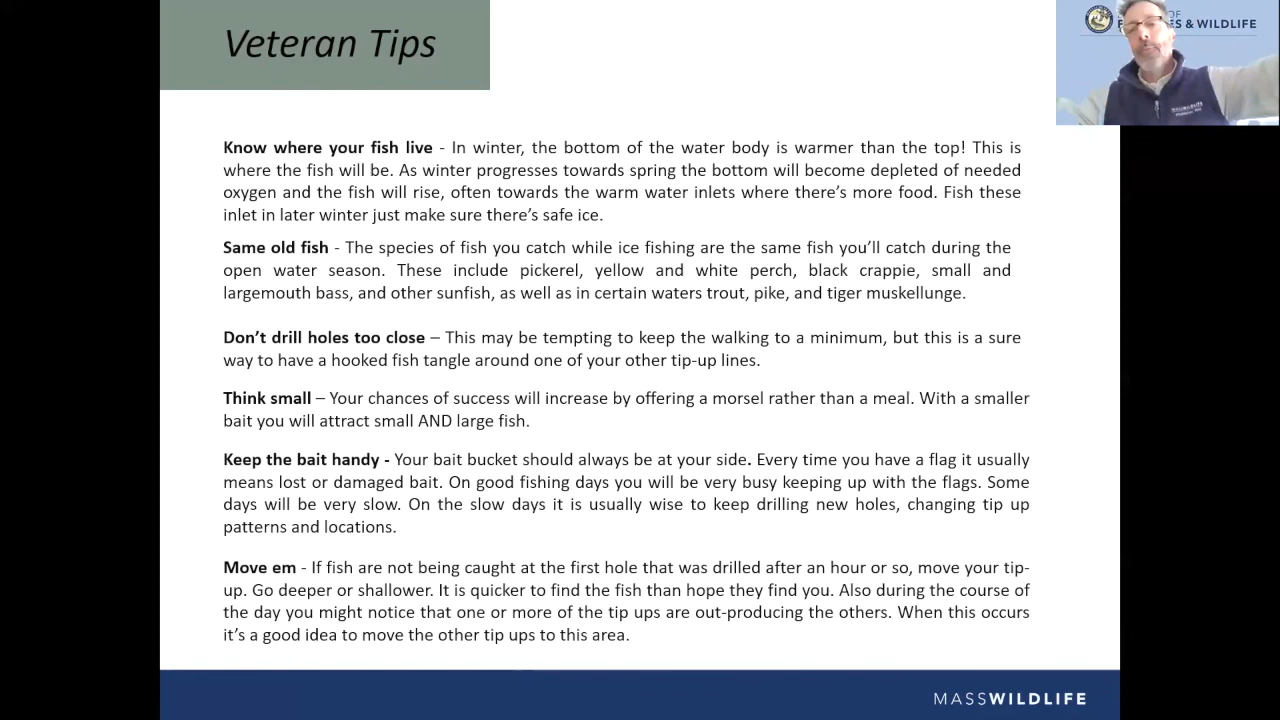 Veteran Tips
OF
F ES & WILDLIFE
Know where your fish live - In winter, the bottom of the water body is warmer than the top! This is
where the fish will be. As winter progresses towards spring the bottom will become depleted of needed
oxygen and the fish will rise, often towards the warm water inlets where there's more food. Fish these
inlet in later winter just make sure there's safe ice.
Same old fish - The species of fish you catch while ice fishing are the same fish you'll catch during the
open water season. These include pickerel, yellow and white perch, black crappie, small and
largemouth bass, and other sunfish, as well as in certain waters trout, pike, and tiger muskellunge.
Don't drill holes too close – This may be tempting to keep the walking to a minimum, but this is a sure
way to have a hooked fish tangle around one of your other tip-up lines.
Think small – Your chances of success will increase by offering a morsel rather than a meal. With a smaller
bait you will attract small AND large fish.
Keep the bait handy - Your bait bucket should always be at your side. Every time you have a flag it usually
means lost or damaged bait. On good fishing days you will be very busy keeping up with the flags. Some
days will be very slow. On the slow days it is usually wise to keep drilling new holes, changing tip up
patterns and locations.
Move em - If fish are not being caught at the first hole that was drilled after an hour or so, move your tip-
up. Go deeper or shallower. It is quicker to find the fish than hope they find you. Also during the course of
the day you might notice that one or more of the tip ups are out-producing the others. When this occurs
it's a good idea to move the other tip ups to this area.
MASSWILDLIFE